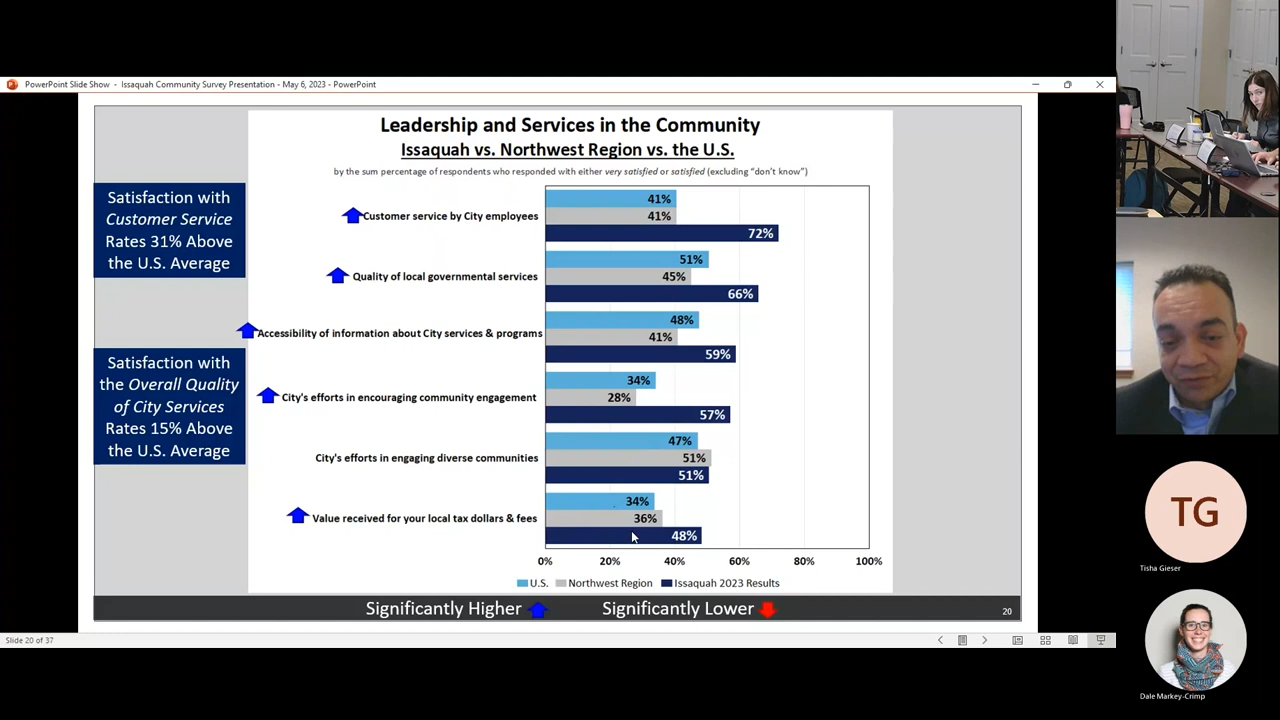 PowerPoint Slide Show - Issaquah Community Survey Presentation - May 6, 2023 - PowerPoint
Leadership and Services in the Community
Issaquah vs. Northwest Region vs. the U.S.
by the sum percentage of respondents who responded with either very satisfied or satisfied (excluding "don't know")
Satisfaction with
Customer Service
Rates 31% Above
the U.S. Average
Satisfaction with
the Overall Quality
of City Services
Rates 15% Above
the U.S. Average
Customer service by City employees
41%
41%
72%
Quality of local governmental services
51%
45%
66%
Accessibility of information about City services & programs
48%
41%
59%
City's efforts in encouraging community engagement
34%
28%
57%
City's efforts in engaging diverse communities
47%
51%
51%
Value received for your local tax dollars & fees
34%
36%
48%
0% 20% 40% 60% 80% 100%
U.S. Northwest Region Issaquah 2023 Results
Significantly Higher Significantly Lower
20
Slide 20 of 37
TG
Tisha Gieser
Dale Markey-Crimp